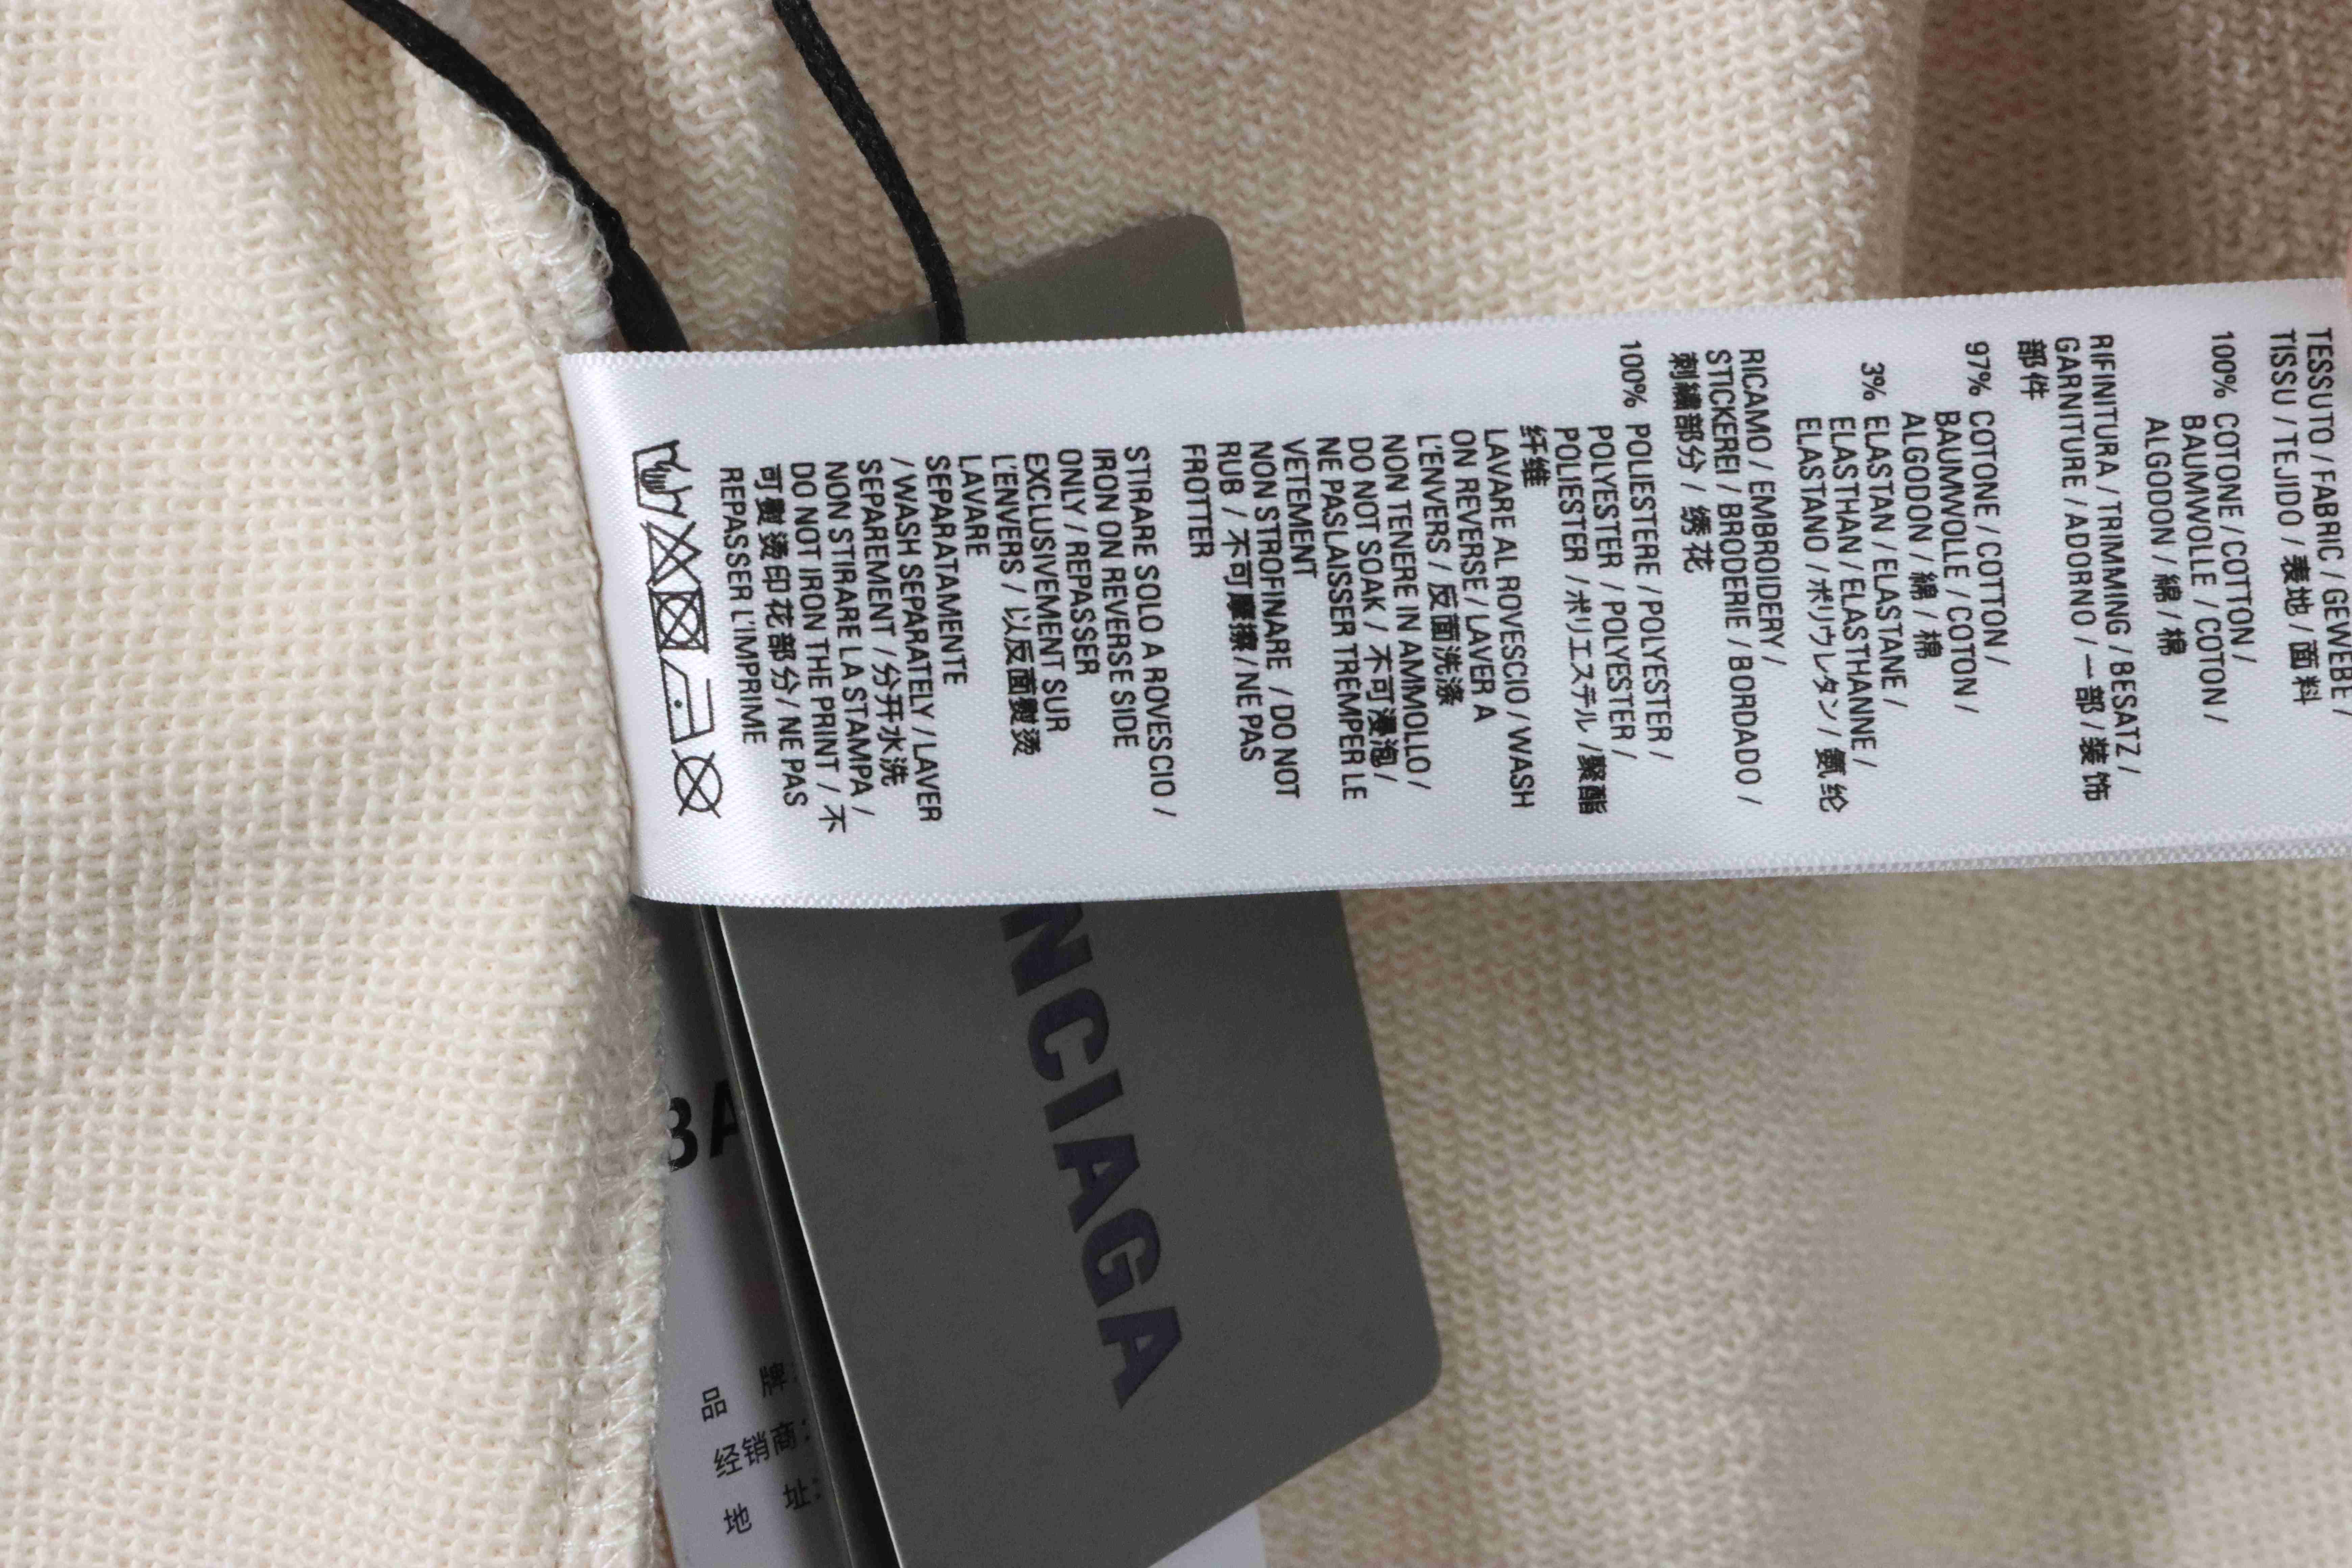 TESSUTO / FABRIC / GEWEBE /
TISSU / TEJIDO / 表地 / 面料
100% COTONE / COTTON /
BAUMWOLLE / COTON /
ALGODON / 綿 / 棉
RIFINITURA / TRIMMING / BESATZ /
GARNITURE / ADORNO / 一部 / 装饰
部件
97% COTONE / COTTON /
BAUMWOLLE / COTON /
ALGODON / 綿 / 棉
3% ELASTAN / ELASTANE /
ELASTHAN / ELASTHANNE /
ELASTANO / ポリウレタン / 氨纶
RICAMO / EMBROIDERY /
STICKEREI / BRODERIE / BORDADO /
刺繍部分 / 绣花
100% POLIESTERE / POLYESTER /
POLYESTER / POLYESTER /
POLIESTER / ポリエステル / 聚酯
纤维
LAVARE AL ROVESCIO / WASH
ON REVERSE / LAVER A
L'ENVERS / 反面洗涤
NON TENERE IN AMMOLLO /
DO NOT SOAK / 不可浸泡 /
NE PAS LAISSER TREMPER LE
VETEMENT
NON STROFINARE / DO NOT
RUB / 不可摩擦 / NE PAS
FROTTER
STIRARE SOLO A ROVESCIO /
IRON ON REVERSE SIDE
ONLY / REPASSER
EXCLUSIVEMENT SUR
L'ENVERS / 以反面熨烫
LAVARE
SEPARATAMENTE
/ WASH SEPARATELY / LAVER
SEPAREMENT / 分开水洗
NON STIRARE LA STAMPA /
DO NOT IRON THE PRINT / 不
可熨烫印花部分 / NE PAS
REPASSER L'IMPRIME
NCIAGA
BA
品 牌:
经销商:
地 址: